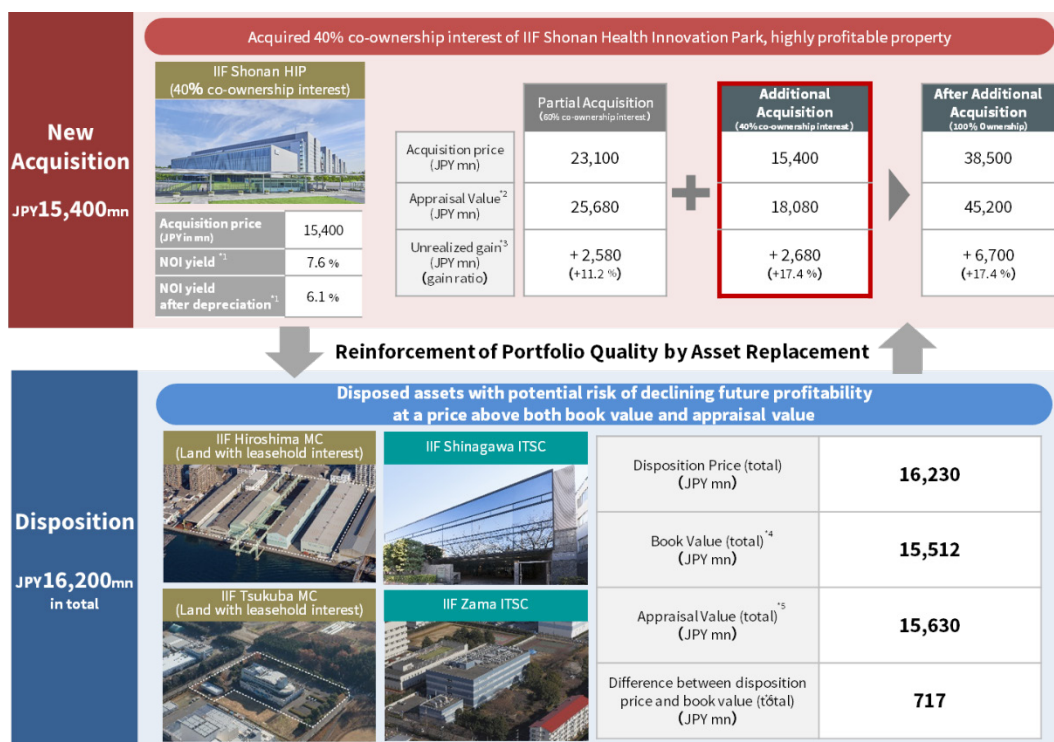 Acquired 40% co-ownership interest of IIF Shonan Health Innovation Park, highly profitable property
New
Acquisition
JPY15,400mn
IIF Shonan HIP
(40% co-ownership interest)
Acquisition price
(JPY in mn)
15,400
NOI yield *1
7.6 %
NOI yield
after depreciation*1
6.1 %
Partial Acquisition
(60% co-ownership interest)
Additional
Acquisition
(40% co-ownership interest)
After Additional
Acquisition
(100% Ownership)
Acquisition price
(JPY mn)
23,100
15,400
38,500
Appraisal Value*2
(JPY mn)
25,680
18,080
45,200
Unrealized gain*3
(JPY mn)
(gain ratio)
+ 2,580
(+11.2 %)
+ 2,680
(+17.4 %)
+ 6,700
(+17.4 %)
Reinforcement of Portfolio Quality by Asset Replacement
Disposition
JPY16,200mn
in total
Disposed assets with potential risk of declining future profitability
at a price above both book value and appraisal value
IIF Hiroshima MC
(Land with leasehold interest)
IIF Shinagawa ITSC
IIF Tsukuba MC
(Land with leasehold interest)
IIF Zama ITSC
Disposition Price (total)
(JPY mn)
16,230
Book Value (total)*4
(JPY mn)
15,512
Appraisal Value (total)*5
(JPY mn)
15,630
Difference between disposition
price and book value (total)
(JPY mn)
717